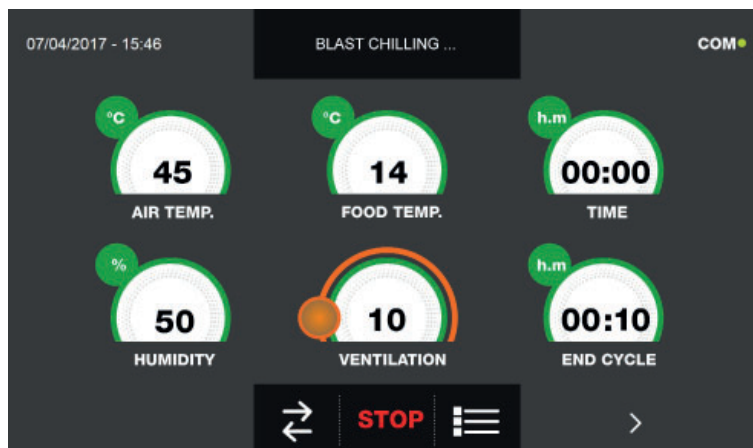 07/04/2017 - 15:46 BLAST CHILLING ... COM
°C °C h.m
45 14 00:00
AIR TEMP. FOOD TEMP. TIME
% h.m
50 10 00:10
HUMIDITY VENTILATION END CYCLE
STOP